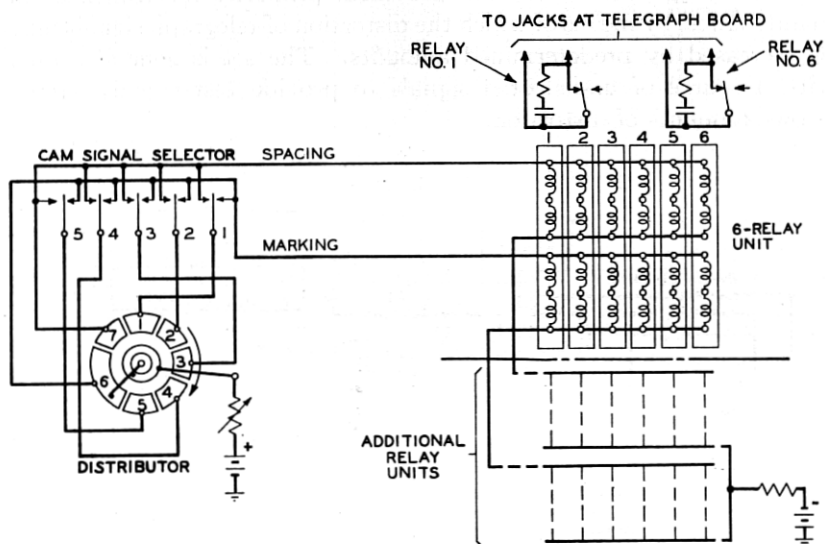 TO JACKS AT TELEGRAPH BOARD
RELAY
NO. 1
RELAY
NO. 6
1 2 3 4 5 6
CAM SIGNAL SELECTOR
SPACING
5 4 3 2 1
MARKING
6-RELAY
UNIT
7 1 2
3
6 4
5
+
DISTRIBUTOR
ADDITIONAL
RELAY
UNITS
-